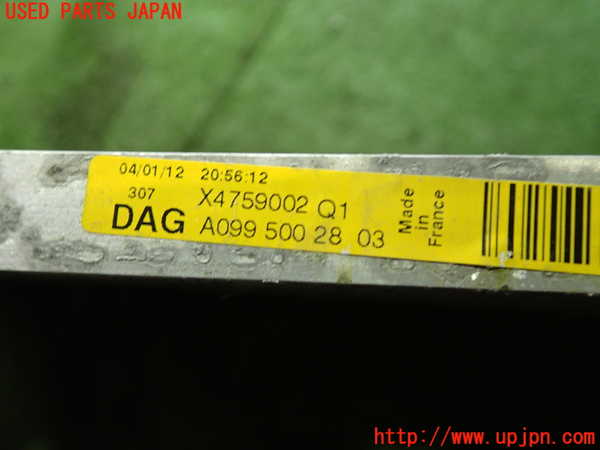 USED PARTS JAPAN
04/01/12 20:56:12
307 X4759002 Q1
DAG A099 500 28 03
Made in France
http://www.upjpn.com/